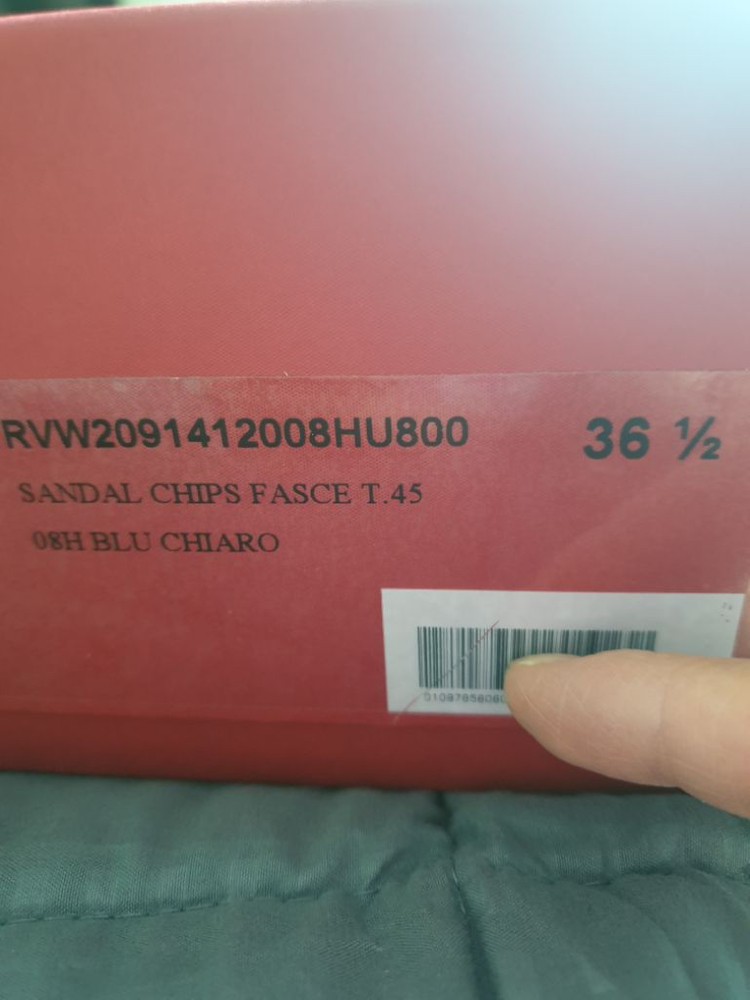 RVW2091412008HU800
36 ½
SANDAL CHIPS FASCE T.45
08H BLU CHIARO